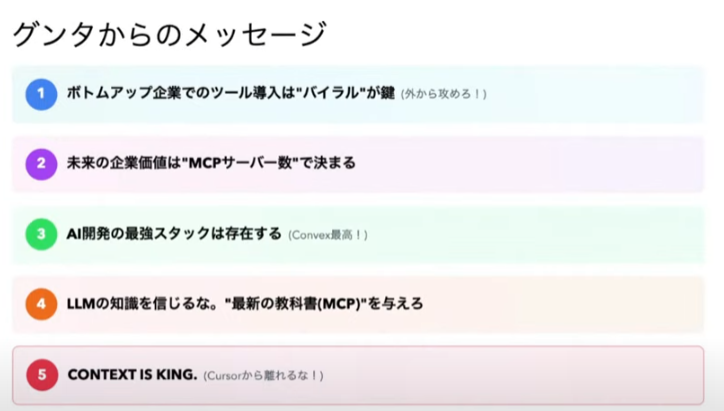 グンタからのメッセージ
1 ボトムアップ企業でのツール導入は"バイラル"が鍵 (外から攻めろ！)
2 未来の企業価値は"MCPサーバー数"で決まる
3 AI開発の最強スタックは存在する (Convex最高！)
4 LLMの知識を信じるな。"最新の教科書(MCP)"を与えろ
5 CONTEXT IS KING. (Cursorから離れるな！)